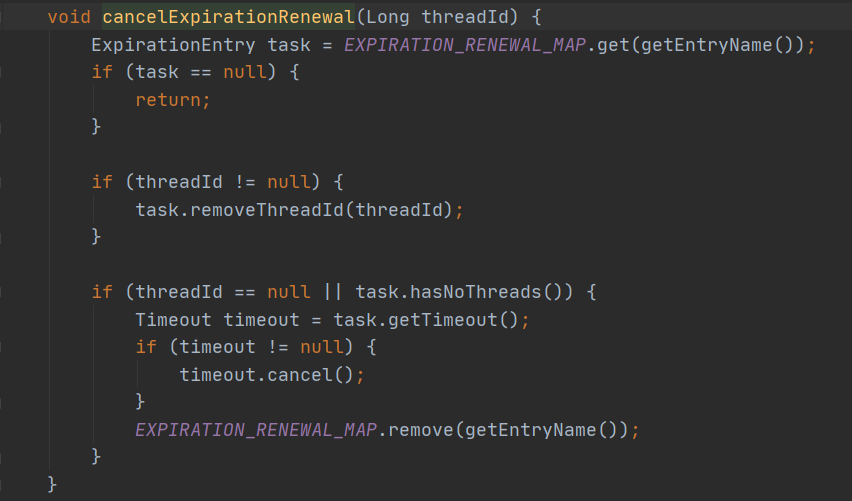 void cancelExpirationRenewal(Long threadId) {
ExpirationEntry task = EXPIRATION_RENEWAL_MAP.get(getEntryName());
if (task == null) {
return;
}
if (threadId != null) {
task.removeThreadId(threadId);
}
if (threadId == null || task.hasNoThreads()) {
Timeout timeout = task.getTimeout();
if (timeout != null) {
timeout.cancel();
}
EXPIRATION_RENEWAL_MAP.remove(getEntryName());
}
}